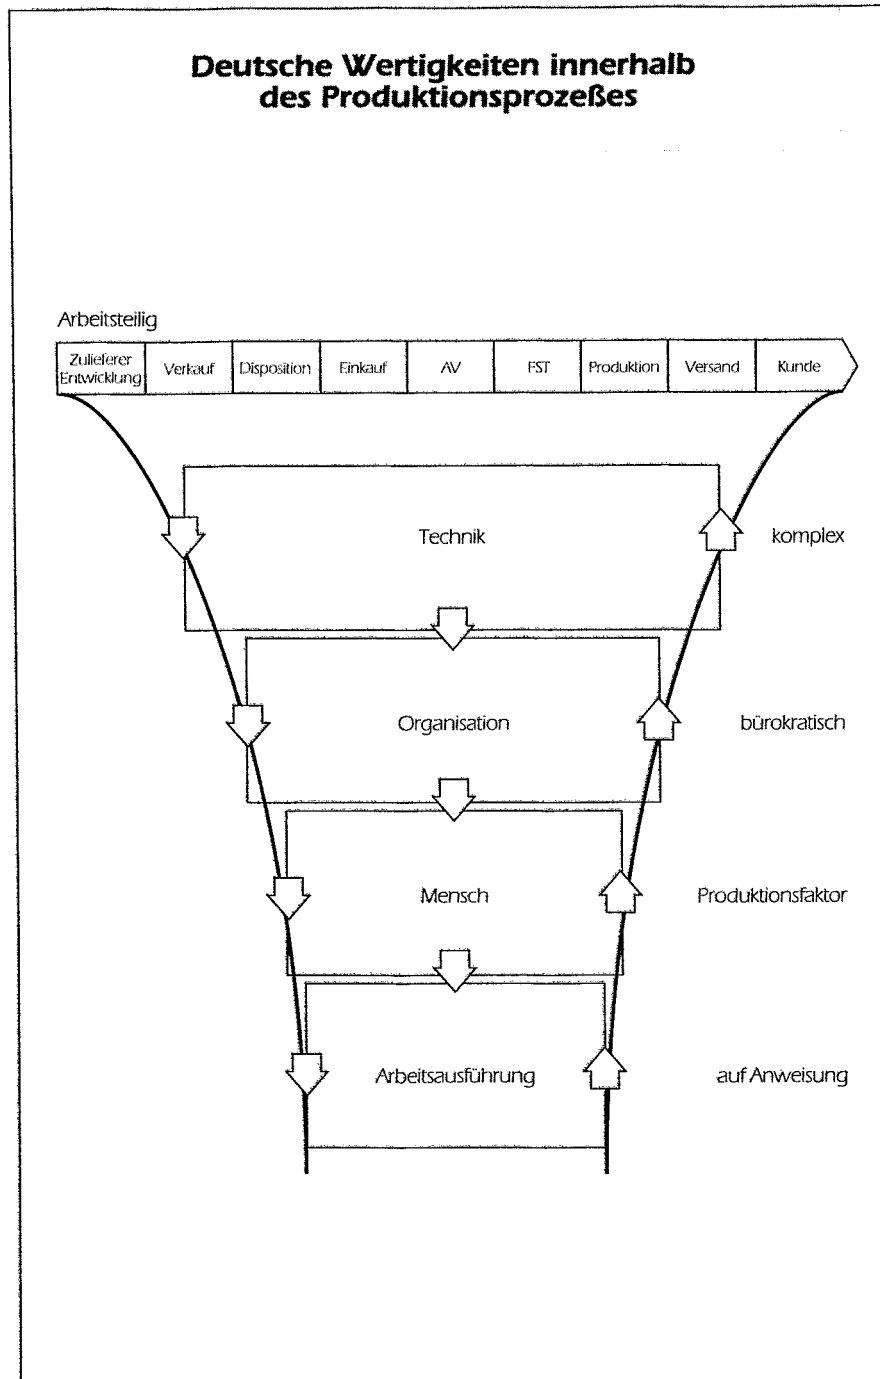 Deutsche Wertigkeiten innerhalb
des Produktionsprozeßes
Arbeitsteilig
Zulieferer
Entwicklung
Verkauf
Disposition
Einkauf
AV
FST
Produktion
Versand
Kunde
Technik
komplex
Organisation
bürokratisch
Mensch
Produktionsfaktor
Arbeitsausführung
auf Anweisung